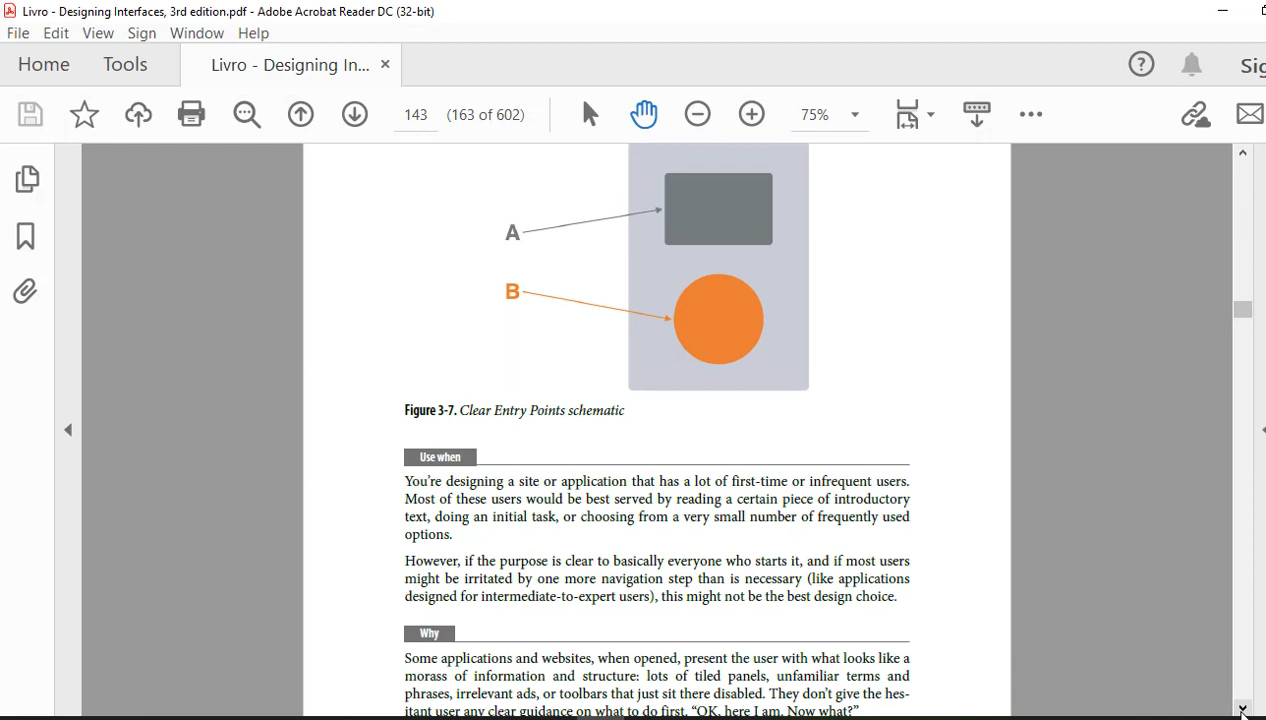 Livro - Designing Interfaces, 3rd edition.pdf - Adobe Acrobat Reader DC (32-bit)
File Edit View Sign Window Help
Home Tools Livro - Designing In... ×
143 (163 of 602) 75%
A
B
Figure 3-7. Clear Entry Points schematic
Use when
You're designing a site or application that has a lot of first-time or infrequent users.
Most of these users would be best served by reading a certain piece of introductory
text, doing an initial task, or choosing from a very small number of frequently used
options.
However, if the purpose is clear to basically everyone who starts it, and if most users
might be irritated by one more navigation step than is necessary (like applications
designed for intermediate-to-expert users), this might not be the best design choice.
Why
Some applications and websites, when opened, present the user with what looks like a
morass of information and structure: lots of tiled panels, unfamiliar terms and
phrases, irrelevant ads, or toolbars that just sit there disabled. They don't give the hes-
itant user any clear guidance on what to do first. “OK, here I am. Now what?”